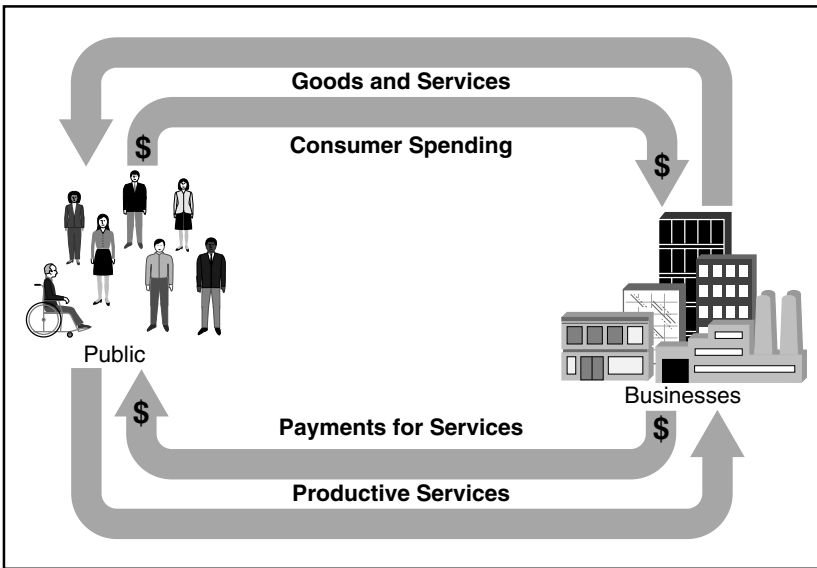 Goods and Services
$
Consumer Spending
$
Public
Businesses
$
Payments for Services
$
Productive Services